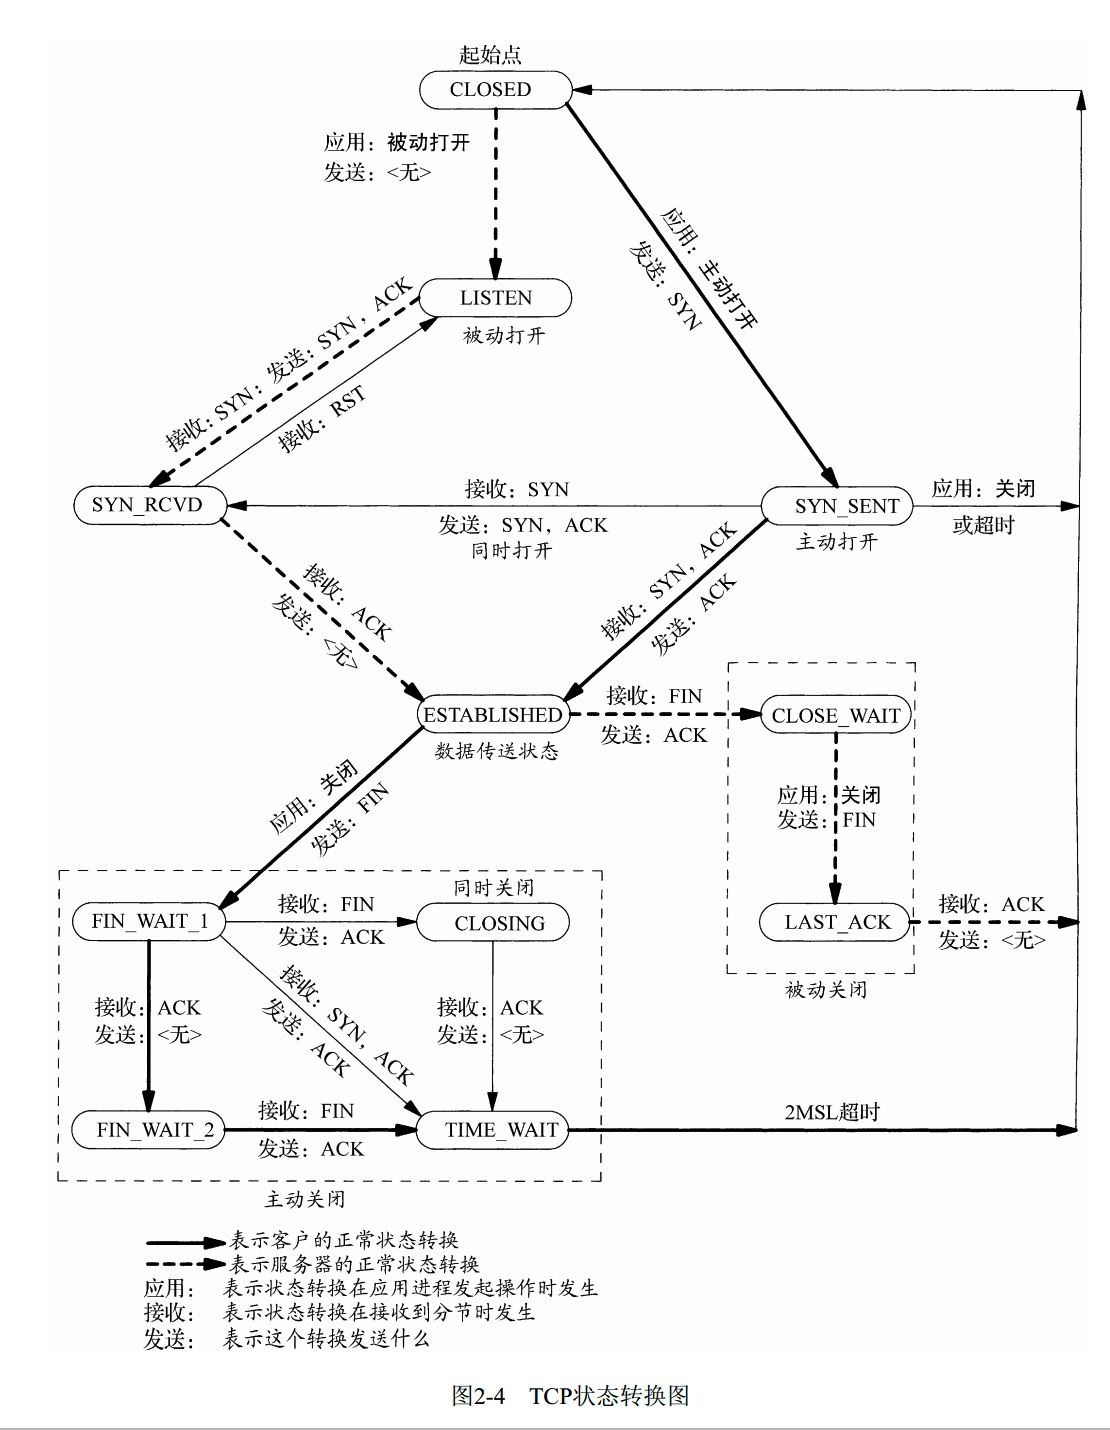 起始点
CLOSED
应用：被动打开
发送：<无>
应用：主动打开
发送：SYN
LISTEN
被动打开
接收：SYN：发送：SYN，ACK
接收：RST
SYN_RCVD
接收：SYN
发送：SYN，ACK
同时打开
SYN_SENT
主动打开
应用：关闭
或超时
接收：ACK
发送：<无>
接收：SYN，ACK
发送：ACK
ESTABLISHED
数据传送状态
接收：FIN
发送：ACK
CLOSE_WAIT
应用：关闭
发送：FIN
应用：关闭
发送：FIN
LAST_ACK
接收：ACK
发送：<无>
被动关闭
同时关闭
FIN_WAIT_1
接收：FIN
发送：ACK
CLOSING
接收：ACK
发送：<无>
接收：SYN，ACK
发送：ACK
接收：ACK
发送：<无>
FIN_WAIT_2
接收：FIN
发送：ACK
TIME_WAIT
2MSL超时
主动关闭
表示客户的正常状态转换
表示服务器的正常状态转换
应用： 表示状态转换在应用进程发起操作时发生
接收： 表示状态转换在接收到分节时发生
发送： 表示这个转换发送什么
图2-4 TCP状态转换图